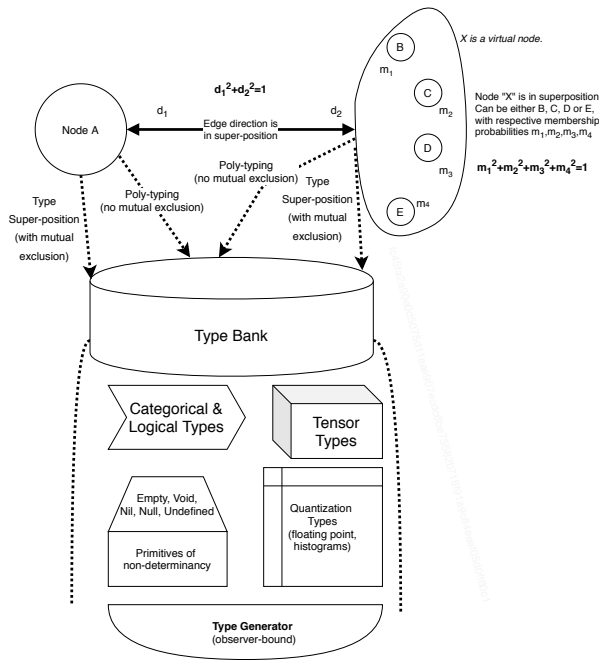 X is a virtual node.
B
m1
C
m2
D
m3
E
m4
Node "X" is in superposition
Can be either B, C, D or E,
with respective membership
probabilities m1,m2,m3,m4
m1²+m2²+m3²+m4²=1
d1²+d2²=1
d1
d2
Edge direction is
in super-position
Node A
Type
Super-position
(with mutual
exclusion)
Poly-typing
(no mutual exclusion)
Poly-typing
(no mutual exclusion)
Type
Super-position
(with mutual
exclusion)
Type Bank
Categorical &
Logical Types
Tensor
Types
Empty, Void,
Nil, Null, Undefined
Primitives of
non-determinancy
Quantization
Types
(floating point,
histograms)
Type Generator
(observer-bound)